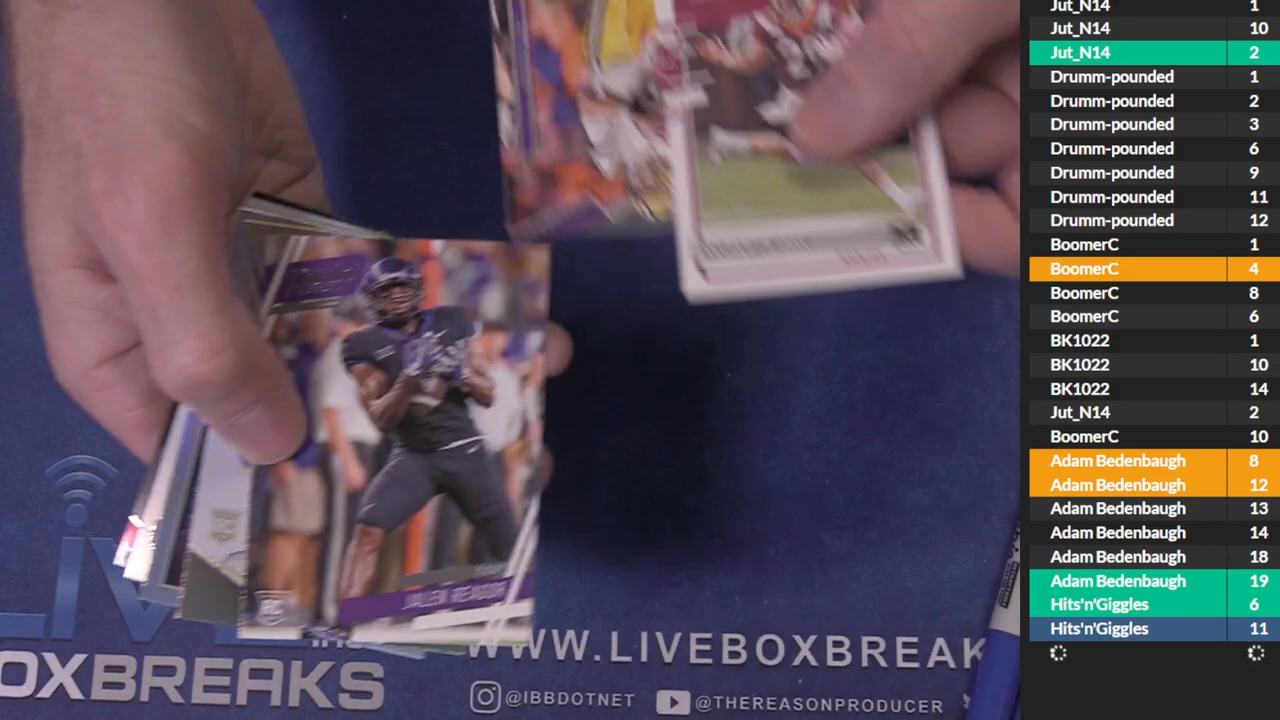 Jut_N14 1
Jut_N14 10
Jut_N14 2
Drumm-pounded 1
Drumm-pounded 2
Drumm-pounded 3
Drumm-pounded 6
Drumm-pounded 9
Drumm-pounded 11
Drumm-pounded 12
BoomerC 1
BoomerC 4
BoomerC 8
BoomerC 6
BK1022 1
BK1022 10
BK1022 14
Jut_N14 2
BoomerC 10
Adam Bedenbaugh 8
Adam Bedenbaugh 12
Adam Bedenbaugh 13
Adam Bedenbaugh 14
Adam Bedenbaugh 18
Adam Bedenbaugh 19
Hits'n'Giggles 6
Hits'n'Giggles 11
JALEN REAGOR
RC
LIV
OXBREAKS
WWW.LIVEBOXBREAK
@IBBDOTNET @THEREASONPRODUCER